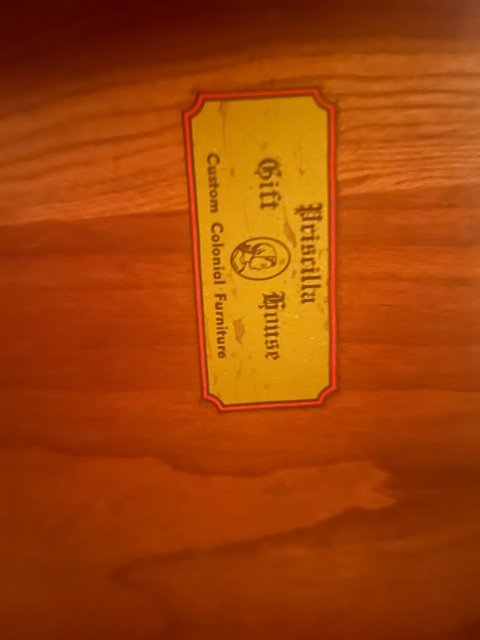 Priscilla
Gift House
Custom Colonial Furniture